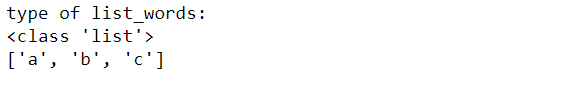 type of list_words:
<class 'list'>
['a', 'b', 'c']